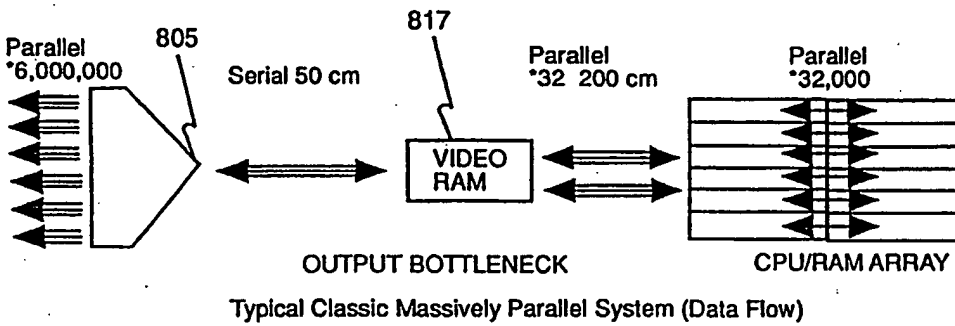 805
817
Parallel
*6,000,000
Serial 50 cm
Parallel
*32 200 cm
Parallel
*32,000
VIDEO
RAM
OUTPUT BOTTLENECK
CPU/RAM ARRAY
Typical Classic Massively Parallel System (Data Flow)